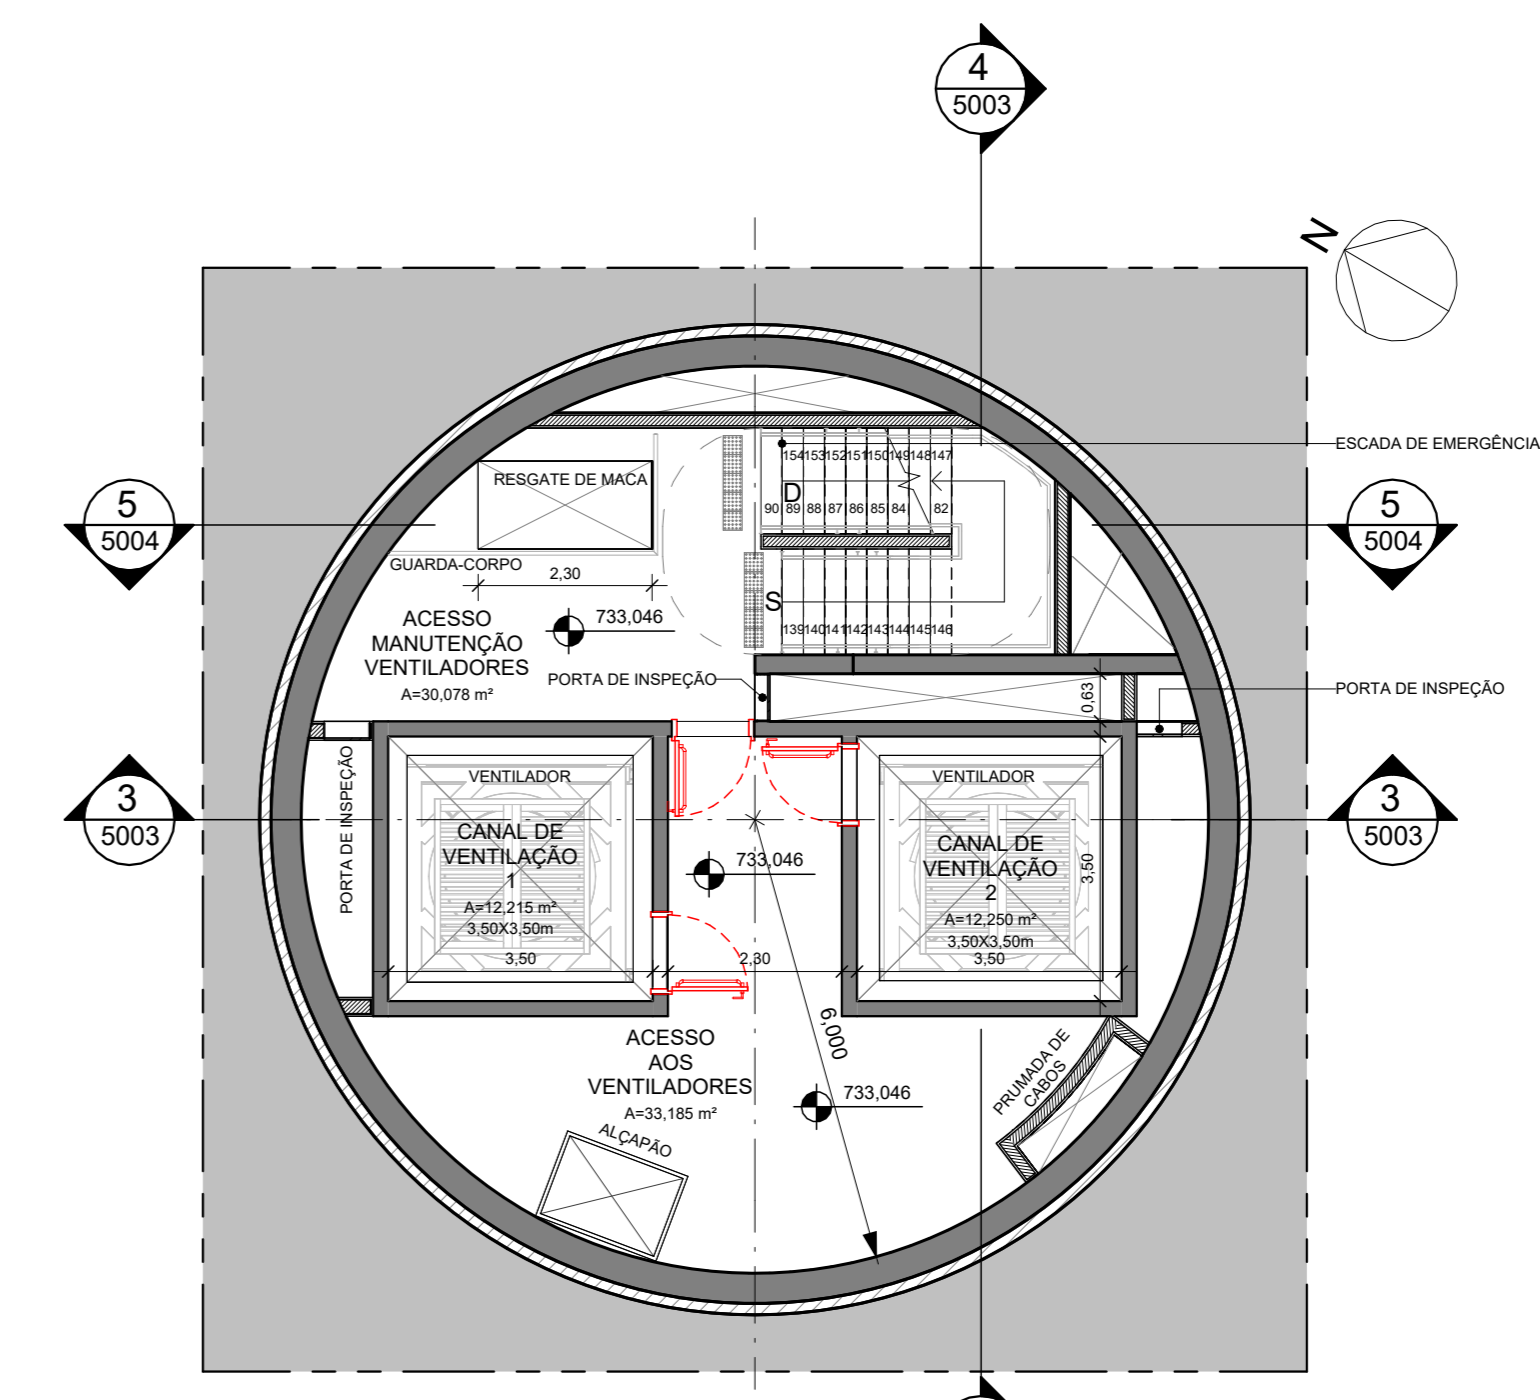 4
5003
N
ESCADA DE EMERGÊNCIA
154 153 152 151 150 149 148 147
RESGATE DE MACA
D
90 89 88 87 86 85 84 82
5
5004
5
5004
GUARDA-CORPO
2,30
S
ACESSO
MANUTENÇÃO
VENTILADORES
A=30,078 m²
733,046
139 140 141 142 143 144 145 146
PORTA DE INSPEÇÃO
0,63
PORTA DE INSPEÇÃO
PORTA DE INSPEÇÃO
VENTILADOR
VENTILADOR
3
5003
3
5003
CANAL DE
VENTILAÇÃO
1
A=12,215 m²
3,50X3,50m
3,50
733,046
2,30
CANAL DE
VENTILAÇÃO
2
A=12,250 m²
3,50X3,50m
3,50
3,50
6,000
ACESSO
AOS
VENTILADORES
A=33,185 m²
733,046
PRUMADA DE
CABOS
ALÇAPÃO